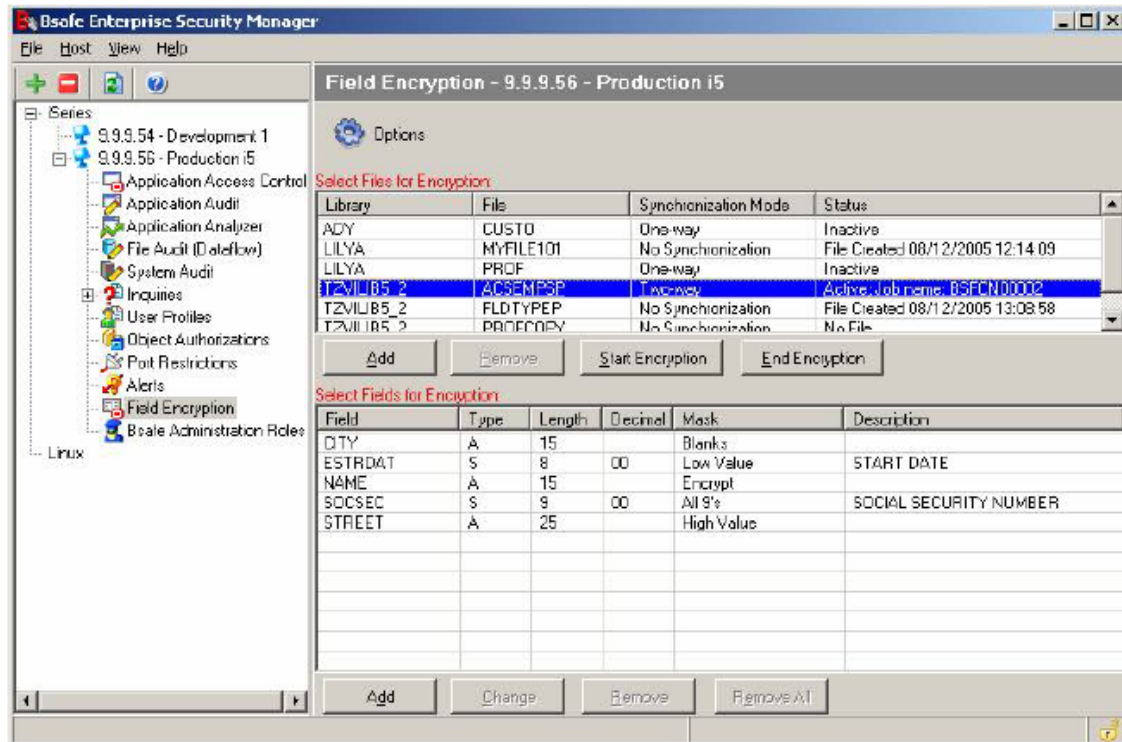 Bsafe Enterprise Security Manager
File Host View Help
iSeries
9.9.9.54 - Development 1
9.9.9.56 - Production i5
Application Access Control
Application Audit
Application Analyzer
File Audit (Dataflow)
System Audit
Inquiries
User Profiles
Object Authorizations
Port Restrictions
Alerts
Field Encryption
Bsafe Administration Roles
Linux
Field Encryption - 9.9.9.56 - Production i5
Options
Select Files for Encryption:
Library File Synchronization Mode Status
ADY CUSTO One-way Inactive
LILYA MYFILE101 No Synchronization File Created 08/12/2005 12:14:09
LILYA PROF One-way Inactive
TZVILIB5_2 ACSEMPSP Two-way Active: Job name: BSFCN00002
TZVILIB5_2 FLDTYPEP No Synchronization File Created 08/12/2005 13:08:58
TZVILIB5_2 PROFCOPY No Synchronization No File
Add Remove Start Encryption End Encryption
Select Fields for Encryption:
Field Type Length Decimal Mask Description
CITY A 15 Blanks
ESTRDAT S 8 00 Low Value START DATE
NAME A 15 Encrypt
SOCSEC S 9 00 All 9's SOCIAL SECURITY NUMBER
STREET A 25 High Value
Add Change Remove Remove All